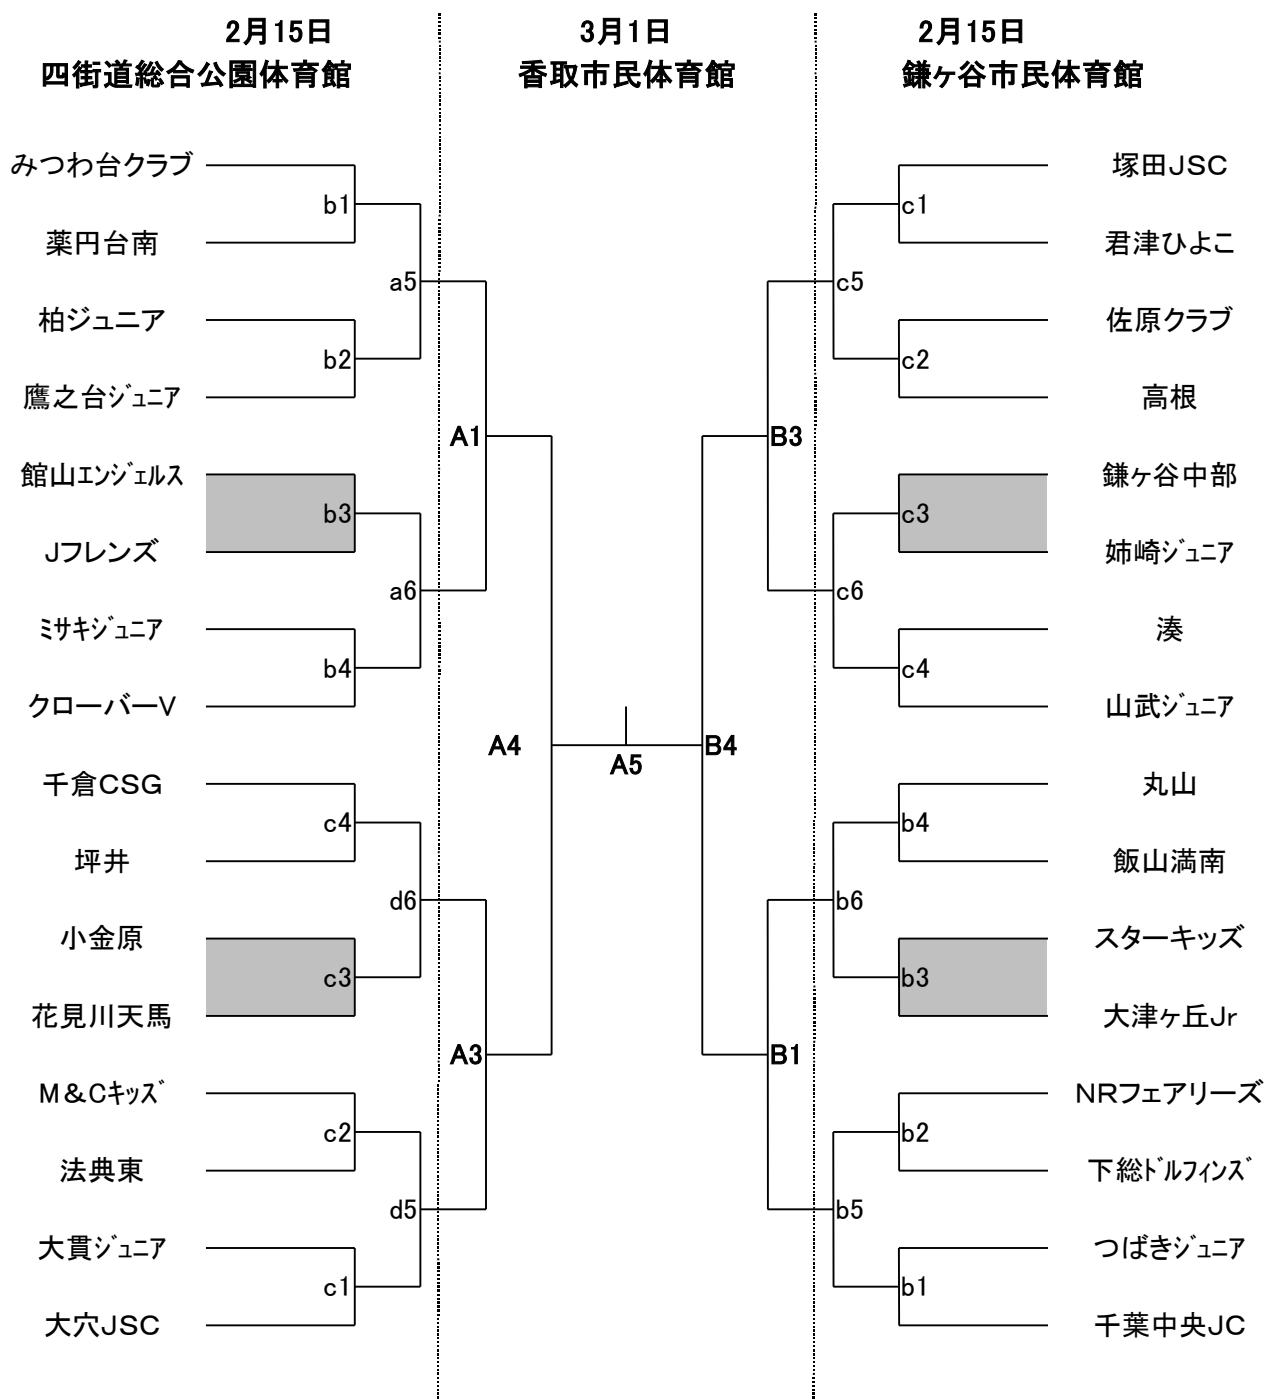 2月15日
四街道総合公園体育館
3月1日
香取市民体育館
2月15日
鎌ヶ谷市民体育館
みつわ台クラブ
b1
薬円台南
a5
柏ジュニア
b2
鷹之台ｼﾞｭﾆｱ
A1
館山ｴﾝｼﾞｪﾙｽ
b3
Jフレンズ
a6
ﾐｻｷｼﾞｭﾆｱ
b4
クローバーV
A4
千倉CSG
c4
坪井
d6
小金原
c3
花見川天馬
A3
M＆Cｷｯｽﾞ
c2
法典東
d5
大貫ｼﾞｭﾆｱ
c1
大穴JSC
A5
塚田JSC
c1
君津ひよこ
c5
佐原クラブ
c2
高根
B3
鎌ヶ谷中部
c3
姉崎ｼﾞｭﾆｱ
c6
湊
c4
山武ｼﾞｭﾆｱ
B4
丸山
b4
飯山満南
b6
スターキッズ
b3
大津ヶ丘Jr
B1
NRフェアリーズ
b2
下総ﾄﾞﾙﾌｨﾝｽﾞ
b5
つばきｼﾞｭﾆｱ
b1
千葉中央JC